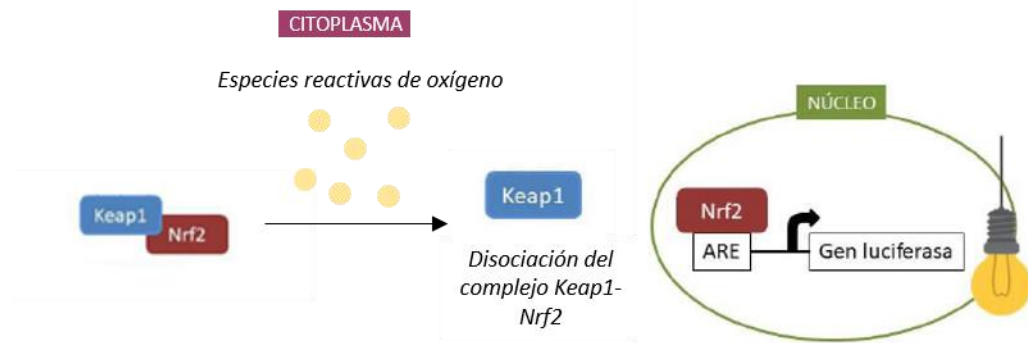 CITOPLASMA
Especies reactivas de oxígeno
Keap1
Nrf2
Keap1
Disociación del
complejo Keap1-
Nrf2
NÚCLEO
Nrf2
ARE
Gen luciferasa